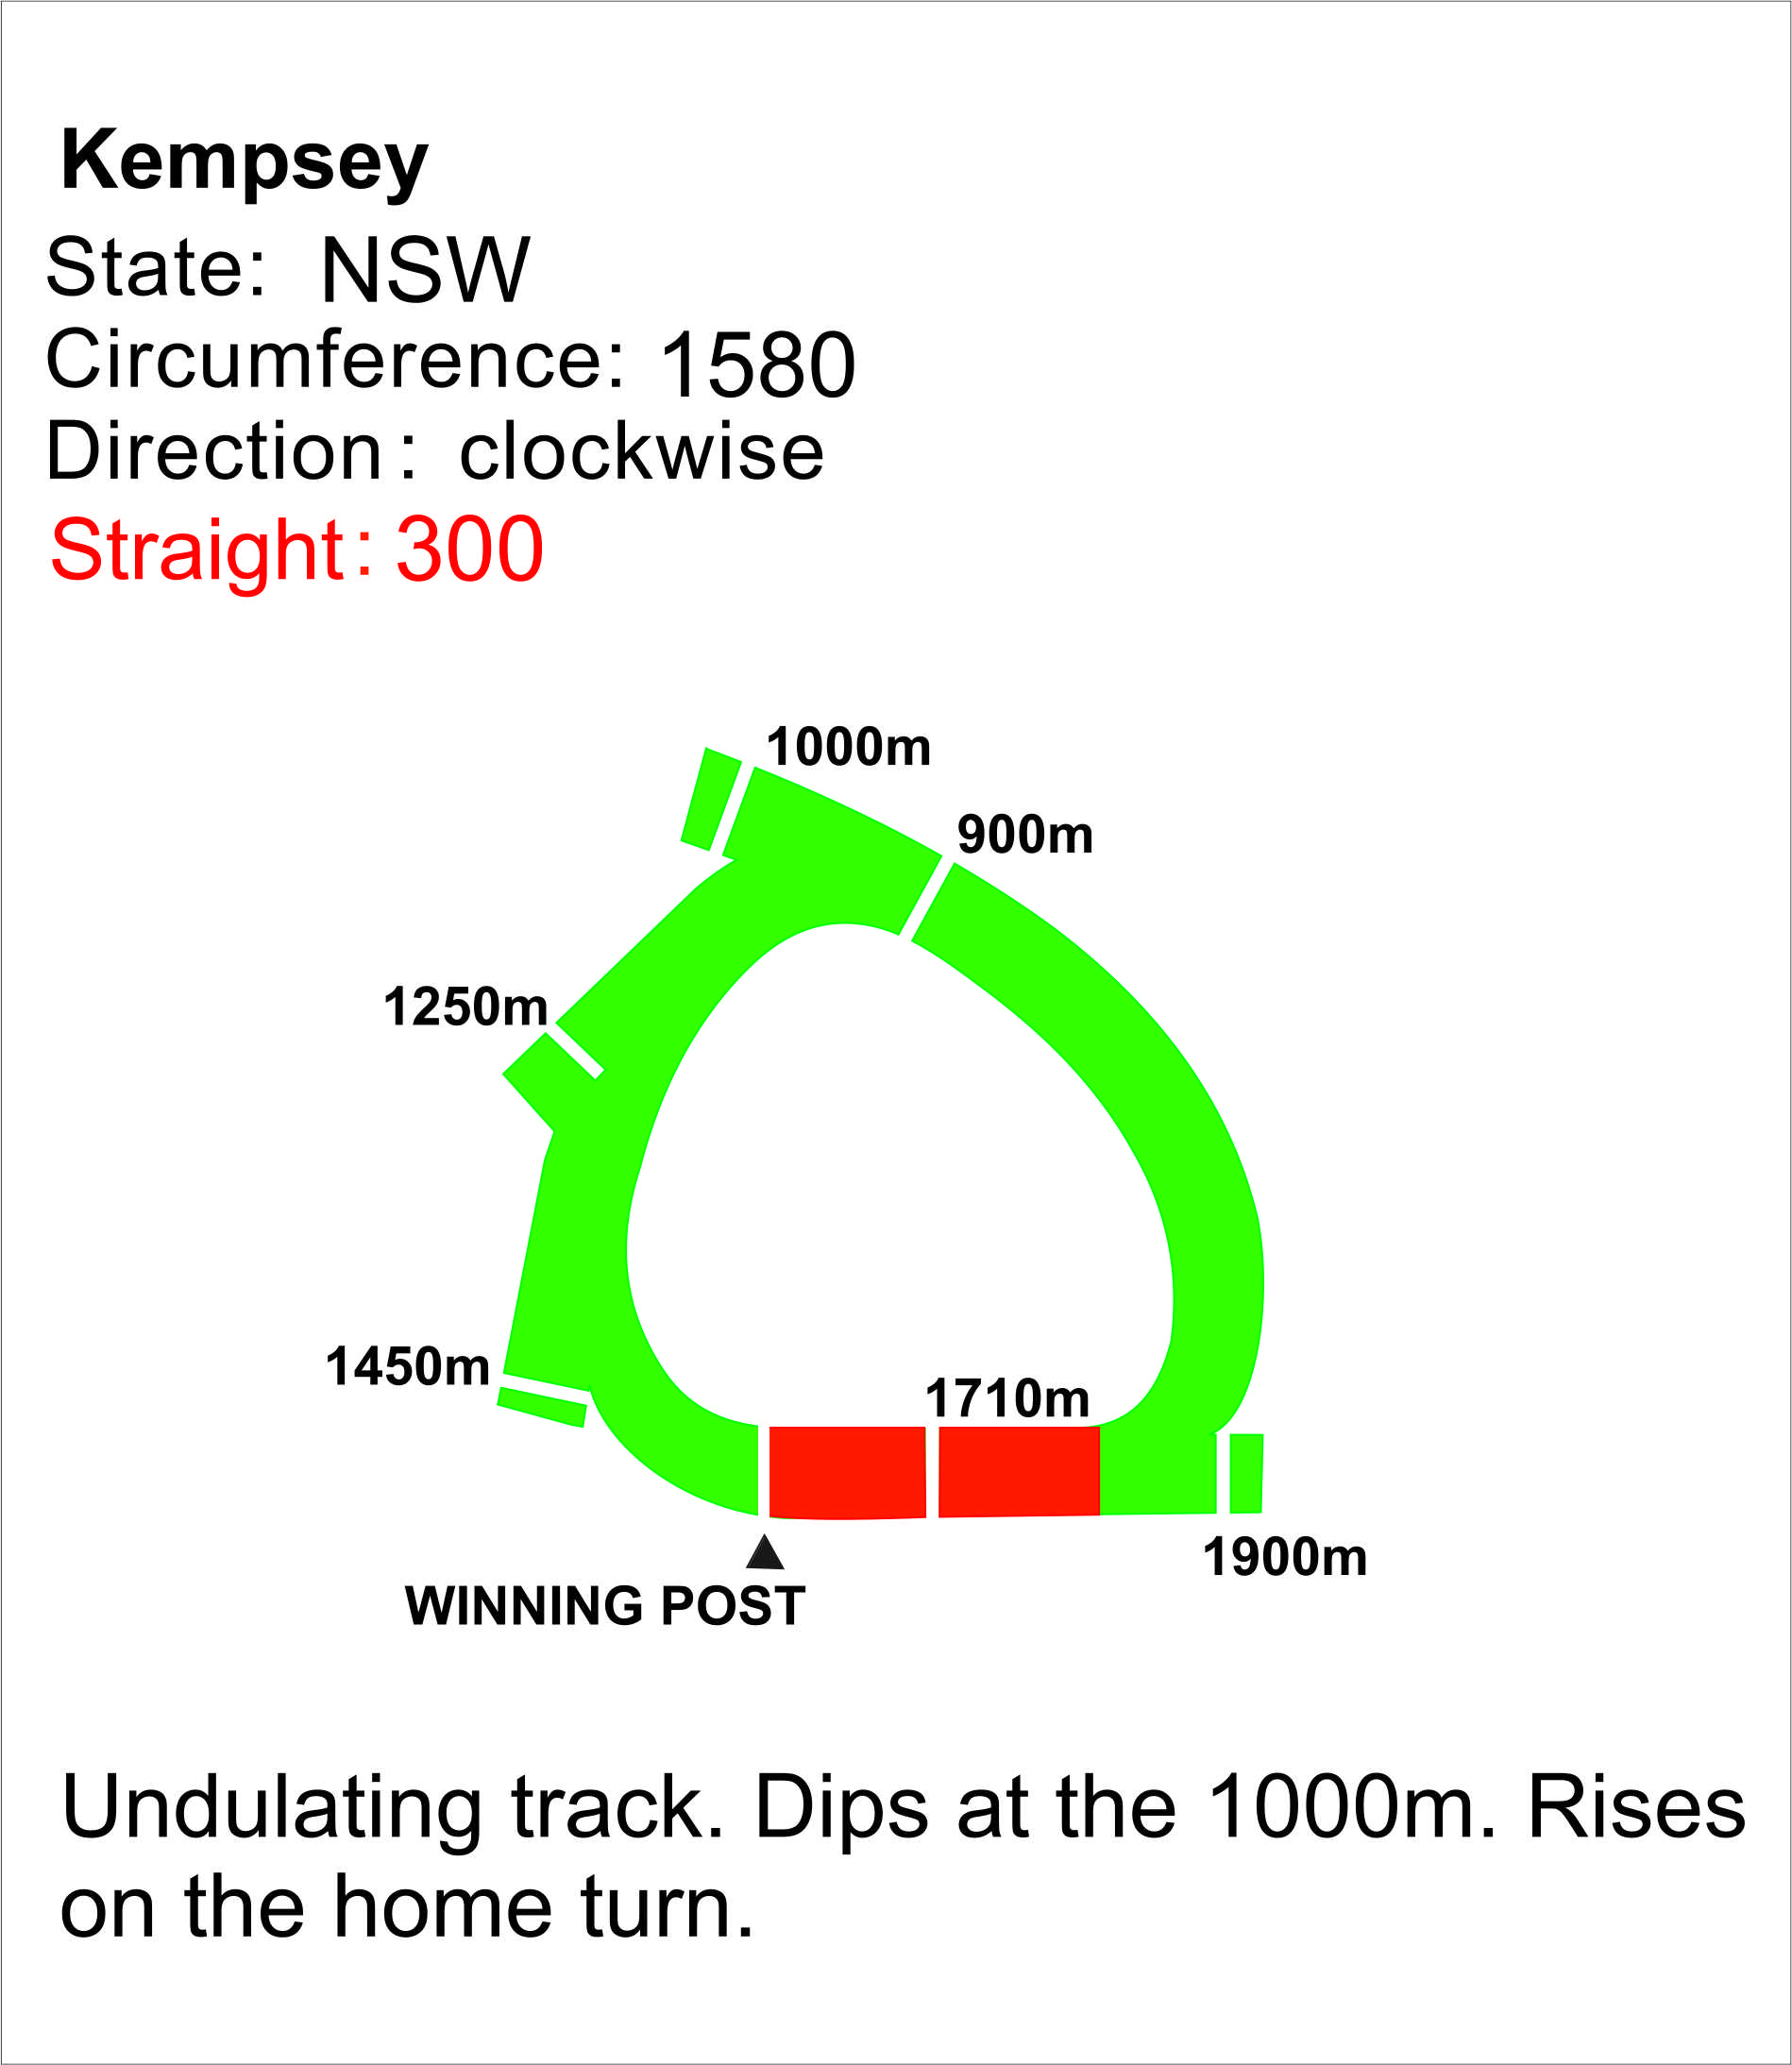 Kempsey
State: NSW
Circumference: 1580
Direction: clockwise
Straight: 300
1000m
900m
1250m
1450m
1710m
1900m
WINNING POST
Undulating track. Dips at the 1000m. Rises
on the home turn.